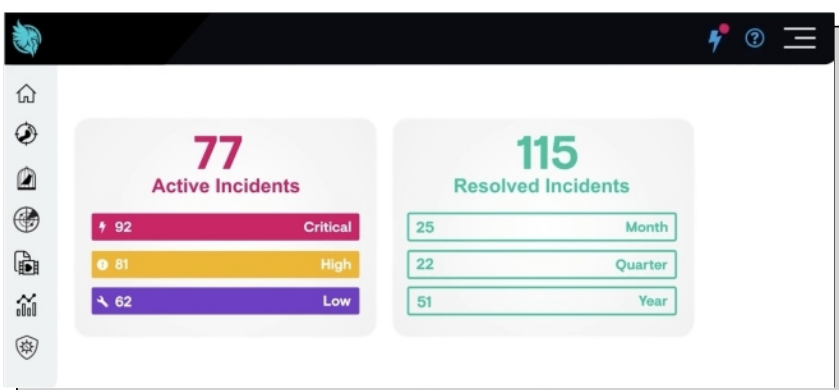 77
Active Incidents
92 Critical
81 High
62 Low
115
Resolved Incidents
25 Month
22 Quarter
51 Year